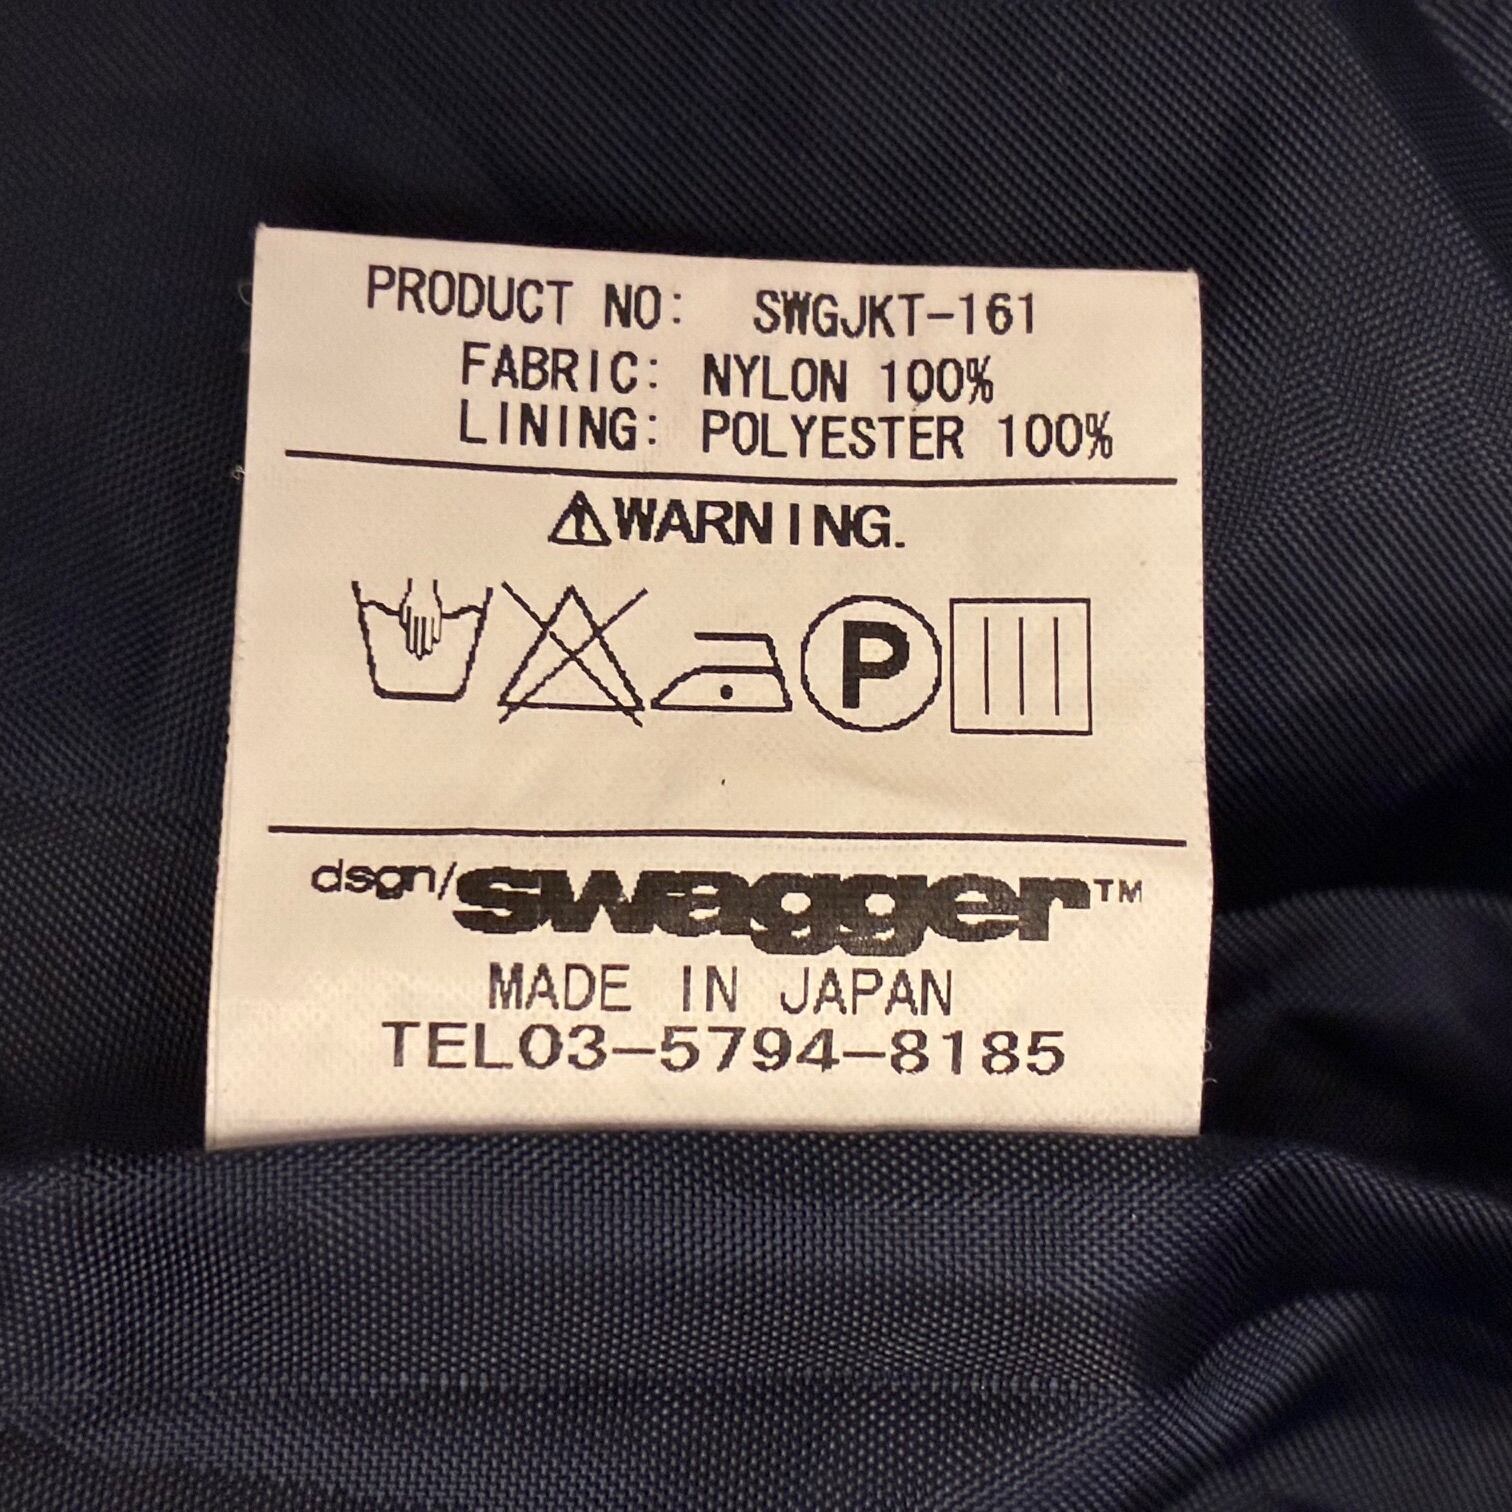 PRODUCT NO: SWGJKT-161
FABRIC: NYLON 100%
LINING: POLYESTER 100%
WARNING.
P
dsgn/swagger™
MADE IN JAPAN
TEL03-5794-8185